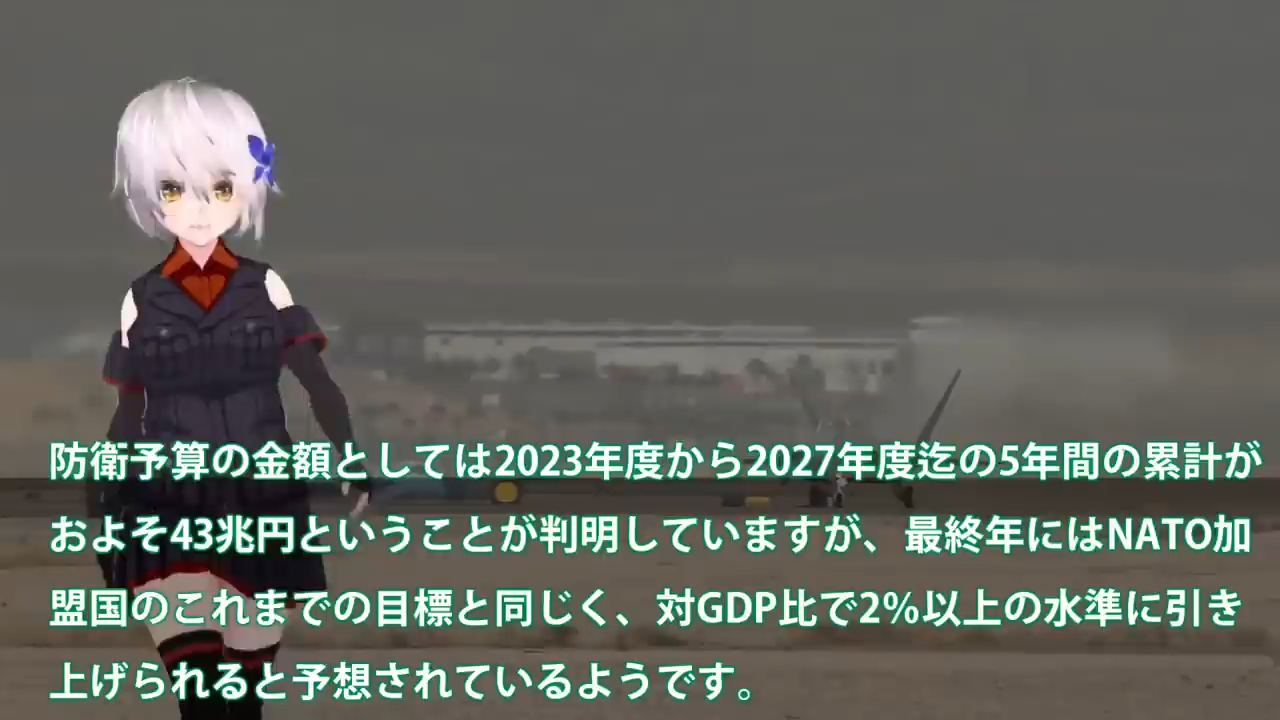 防衛予算の金額としては2023年度から2027年度迄の5年間の累計が
およそ43兆円ということが判明していますが、最終年にはNATO加
盟国のこれまでの目標と同じく、対GDP比で2%以上の水準に引き
上げられると予想されているようです。